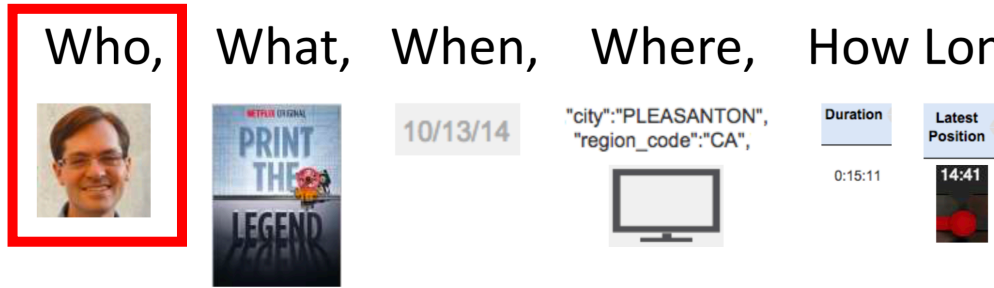 Who, What, When, Where, How Lon
NETFLIX ORIGINAL
PRINT
THE
LEGEND
10/13/14
"city":"PLEASANTON",
"region_code":"CA",
Duration
0:15:11
Latest
Position
14:41